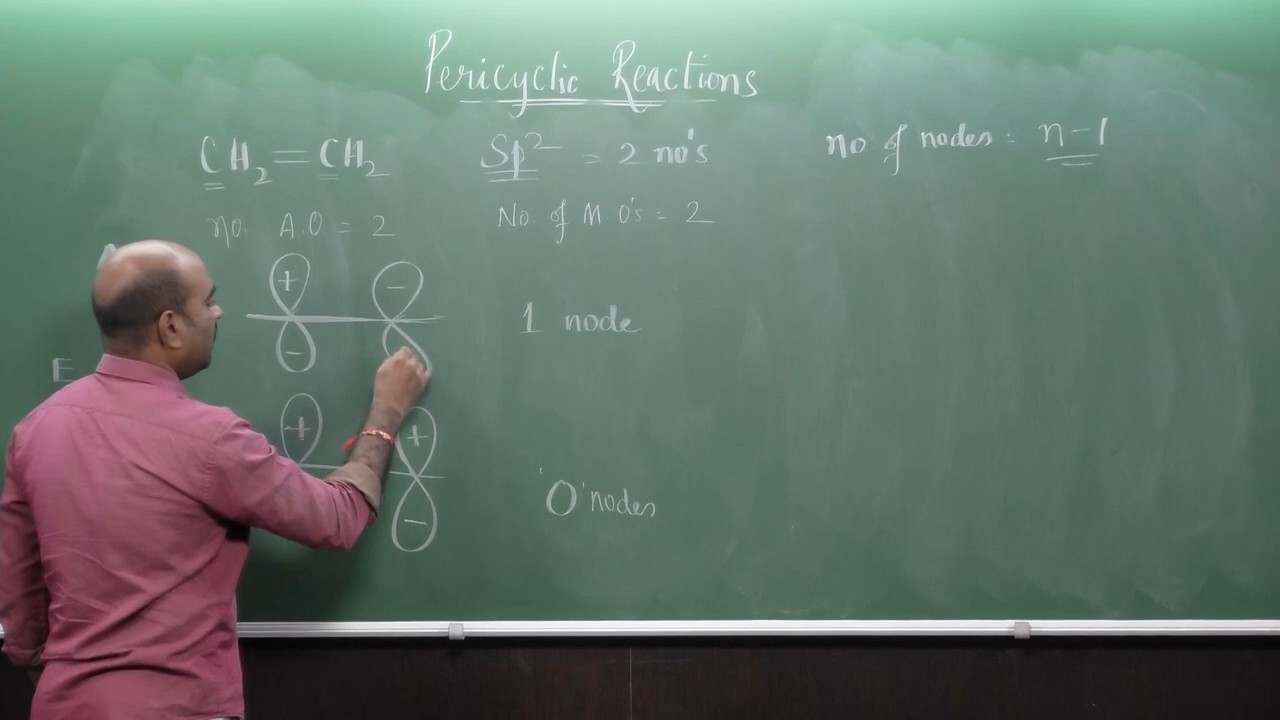 Pericyclic Reactions
CH₂=CH₂ Sp² = 2 no's no of nodes = n-1
no. A.O = 2 No. of M.O's = 2
+ −
1 node
−
E
+ +
'0' nodes
−